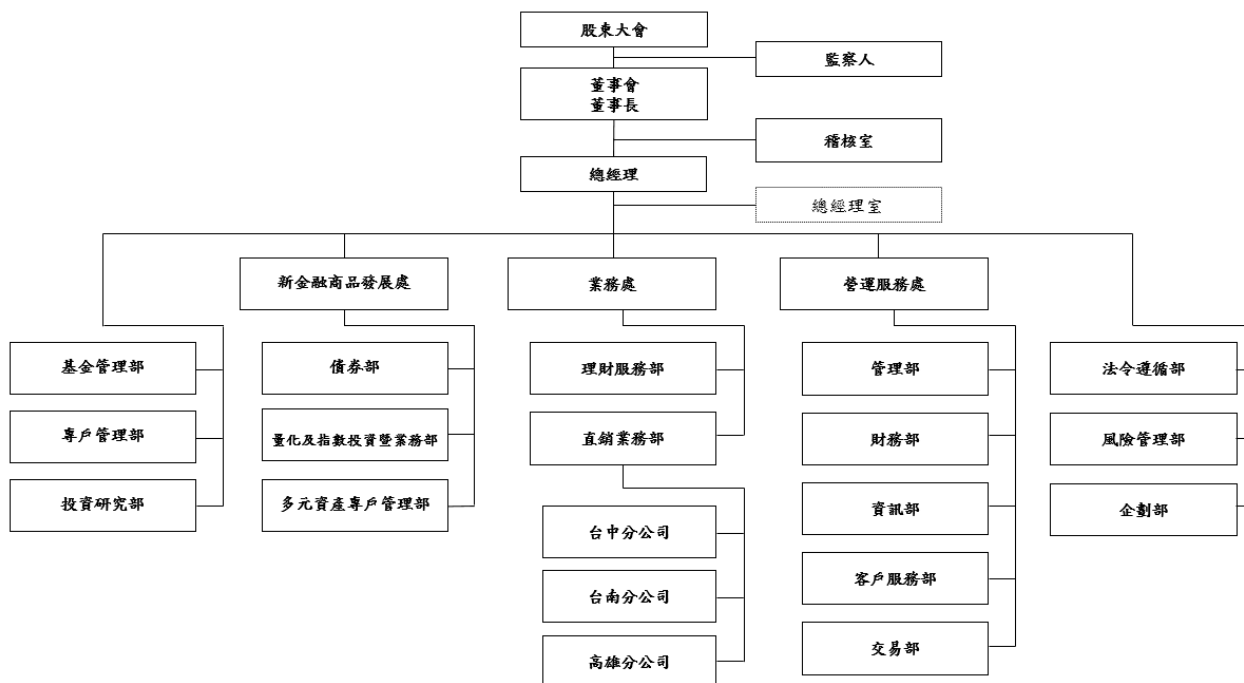 股東大會
監察人
董事會
董事長
稽核室
總經理
總經理室
新金融商品發展處
業務處
營運服務處
基金管理部
債券部
理財服務部
管理部
法令遵循部
專戶管理部
量化及指數投資暨業務部
直銷業務部
財務部
風險管理部
投資研究部
多元資產專戶管理部
資訊部
企劃部
台中分公司
客戶服務部
台南分公司
交易部
高雄分公司